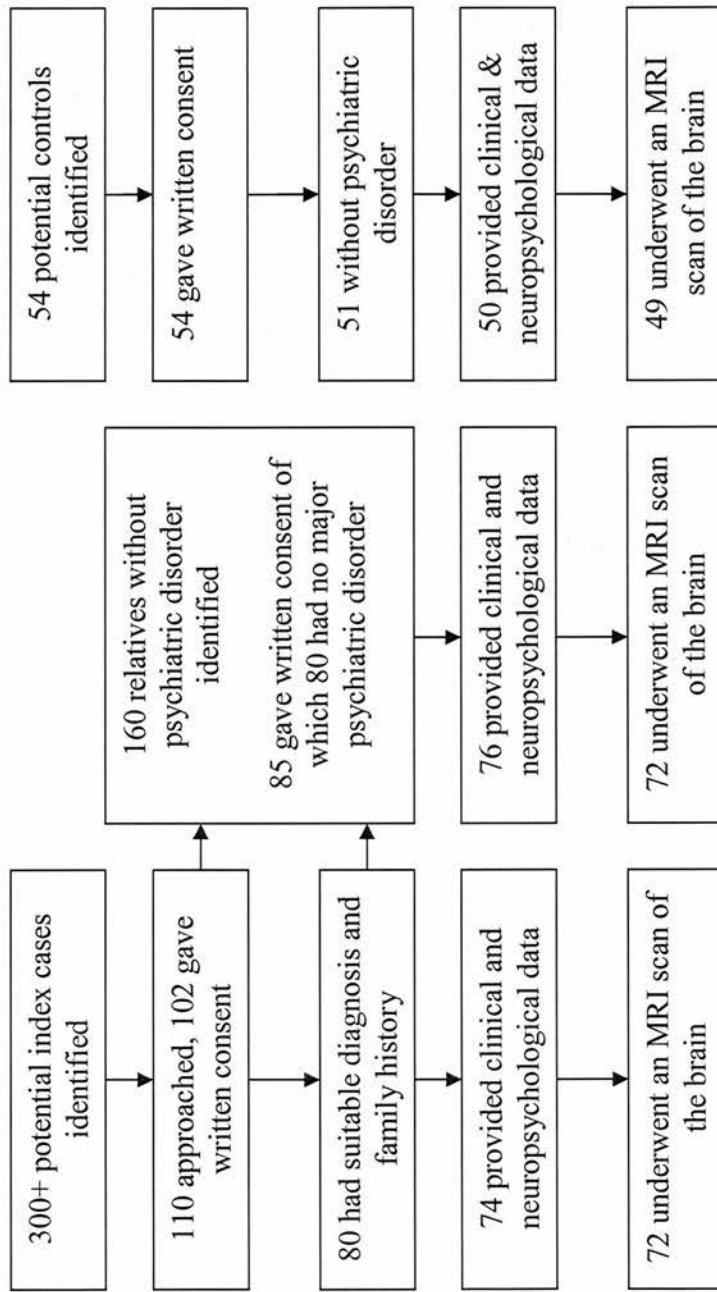 300+ potential index cases
identified
110 approached, 102 gave
written consent
80 had suitable diagnosis and
family history
74 provided clinical and
neuropsychological data
72 underwent an MRI scan of
the brain
160 relatives without
psychiatric disorder
identified
85 gave written consent of
which 80 had no major
psychiatric disorder
76 provided clinical and
neuropsychological data
72 underwent an MRI scan
of the brain
54 potential controls
identified
54 gave written consent
51 without psychiatric
disorder
50 provided clinical &
neuropsychological data
49 underwent an MRI
scan of the brain